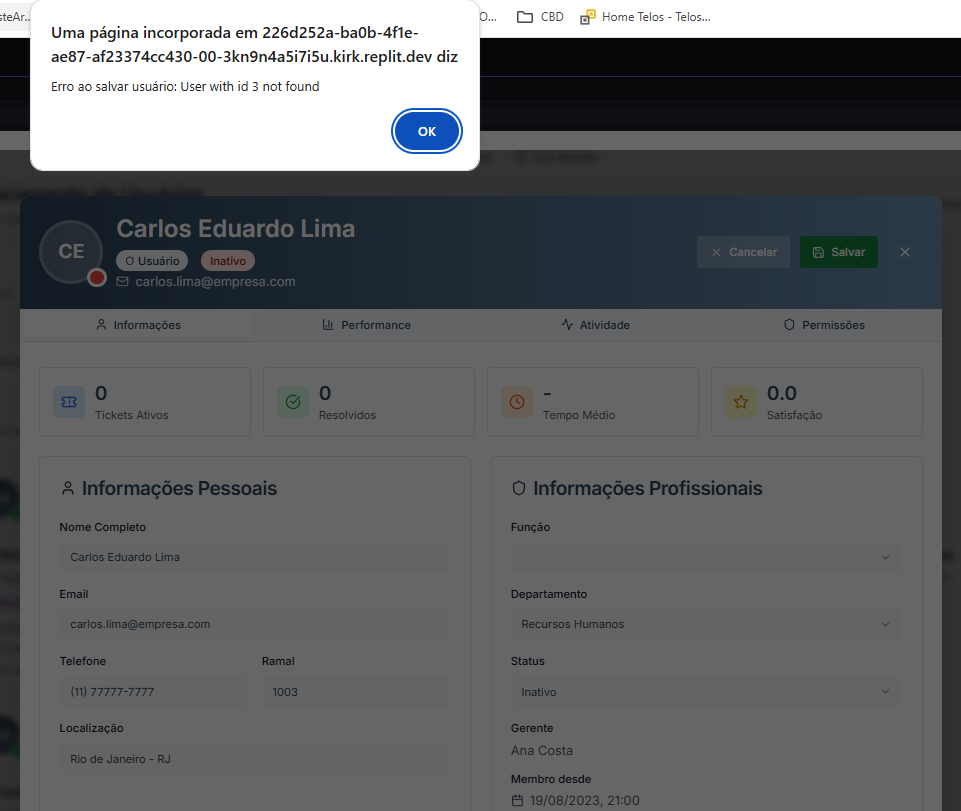 O...
CBD
Home Telos - Telos...
Uma página incorporada em 226d252a-ba0b-4f1e-
ae87-af23374cc430-00-3kn9n4a5i7i5u.kirk.replit.dev diz
Erro ao salvar usuário: User with id 3 not found
OK
CE
Carlos Eduardo Lima
Usuário
Inativo
carlos.lima@empresa.com
Cancelar
Salvar
Informações
Performance
Atividade
Permissões
0
Tickets Ativos
0
Resolvidos
-
Tempo Médio
0.0
Satisfação
Informações Pessoais
Nome Completo
Carlos Eduardo Lima
Email
carlos.lima@empresa.com
Telefone
Ramal
(11) 77777-7777
1003
Localização
Rio de Janeiro - RJ
Informações Profissionais
Função
Departamento
Recursos Humanos
Status
Inativo
Gerente
Ana Costa
Membro desde
19/08/2023, 21:00